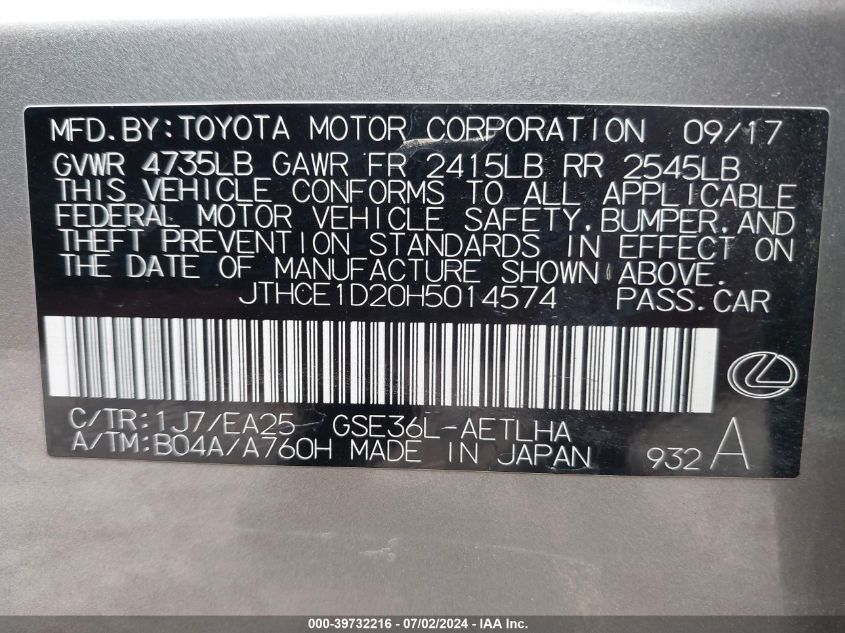 MFD.BY:TOYOTA MOTOR CORPORATION 09/17
GVWR 4735LB GAWR FR 2415LB RR 2545LB
THIS VEHICLE CONFORMS TO ALL APPLICABLE
FEDERAL MOTOR VEHICLE SAFETY,BUMPER,AND
THEFT PREVENTION STANDARDS IN EFFECT ON
THE DATE OF MANUFACTURE SHOWN ABOVE.
JTHCE1D20H5014574 PASS.CAR
C/TR:1J7/EA25 GSE36L-AETLHA
A/TM:B04A/A760H MADE IN JAPAN 932 A
000-39732216 - 07/02/2024 - IAA Inc.